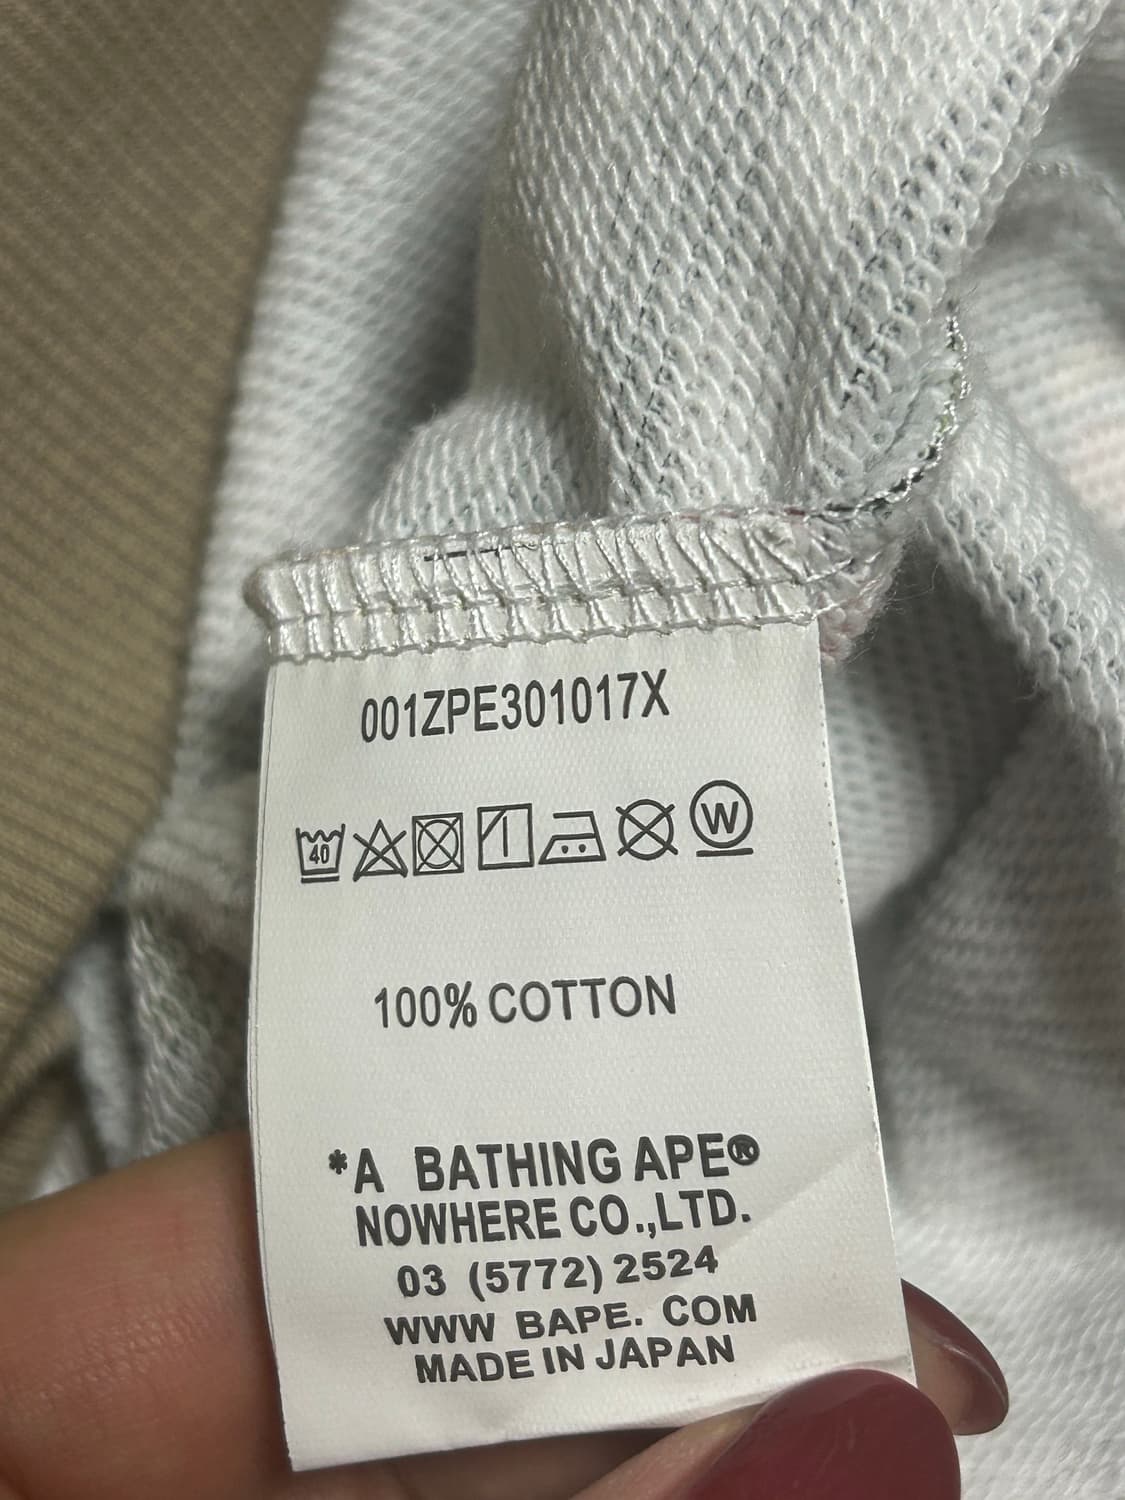 001ZPE301017X
40 W
100% COTTON
*A BATHING APE®
NOWHERE CO.,LTD.
03 (5772) 2524
WWW BAPE. COM
MADE IN JAPAN